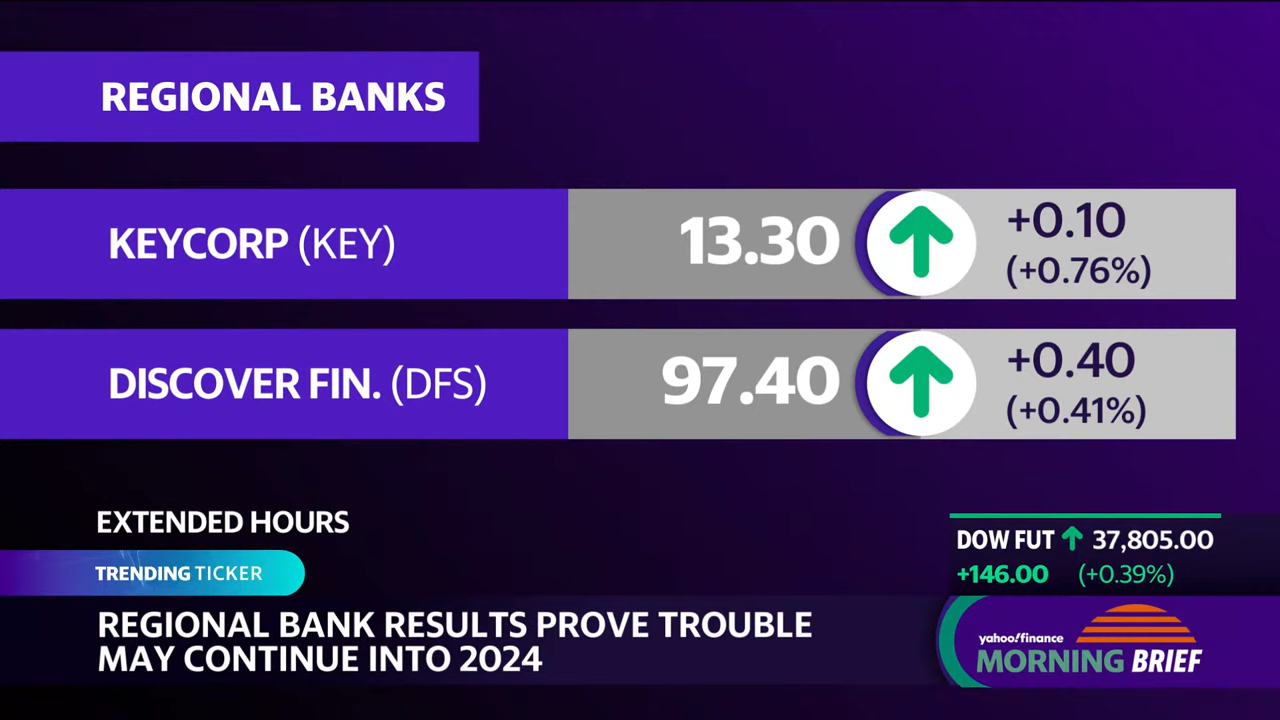 REGIONAL BANKS
KEYCORP (KEY) 13.30 +0.10 (+0.76%)
DISCOVER FIN. (DFS) 97.40 +0.40 (+0.41%)
EXTENDED HOURS
TRENDING TICKER
REGIONAL BANK RESULTS PROVE TROUBLE
MAY CONTINUE INTO 2024
DOW FUT 37,805.00
+146.00 (+0.39%)
yahoo!finance
MORNING BRIEF